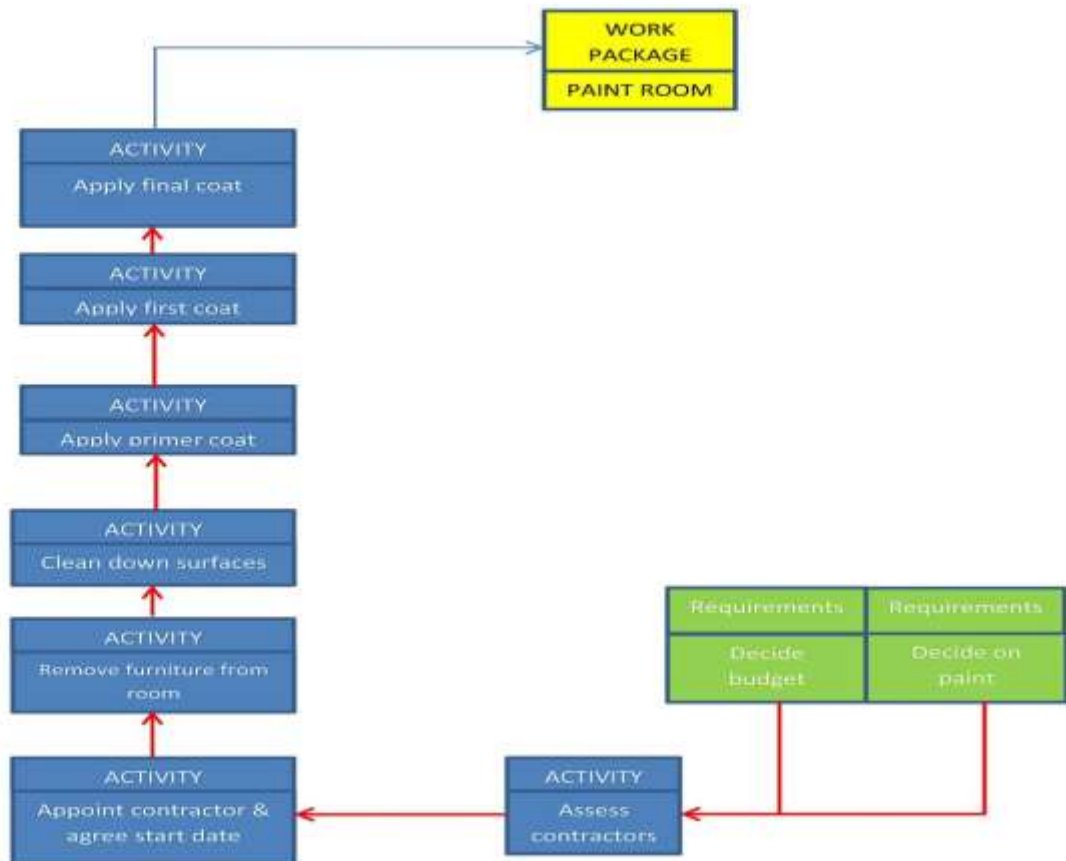 WORK
PACKAGE
PAINT ROOM
ACTIVITY
Apply final coat
ACTIVITY
Apply first coat
ACTIVITY
Apply primer coat
ACTIVITY
Clean down surfaces
ACTIVITY
Remove furniture from
room
ACTIVITY
Appoint contractor &
agree start date
ACTIVITY
Assess
contractors
Requirements
Decide
budget
Requirements
Decide on
paint